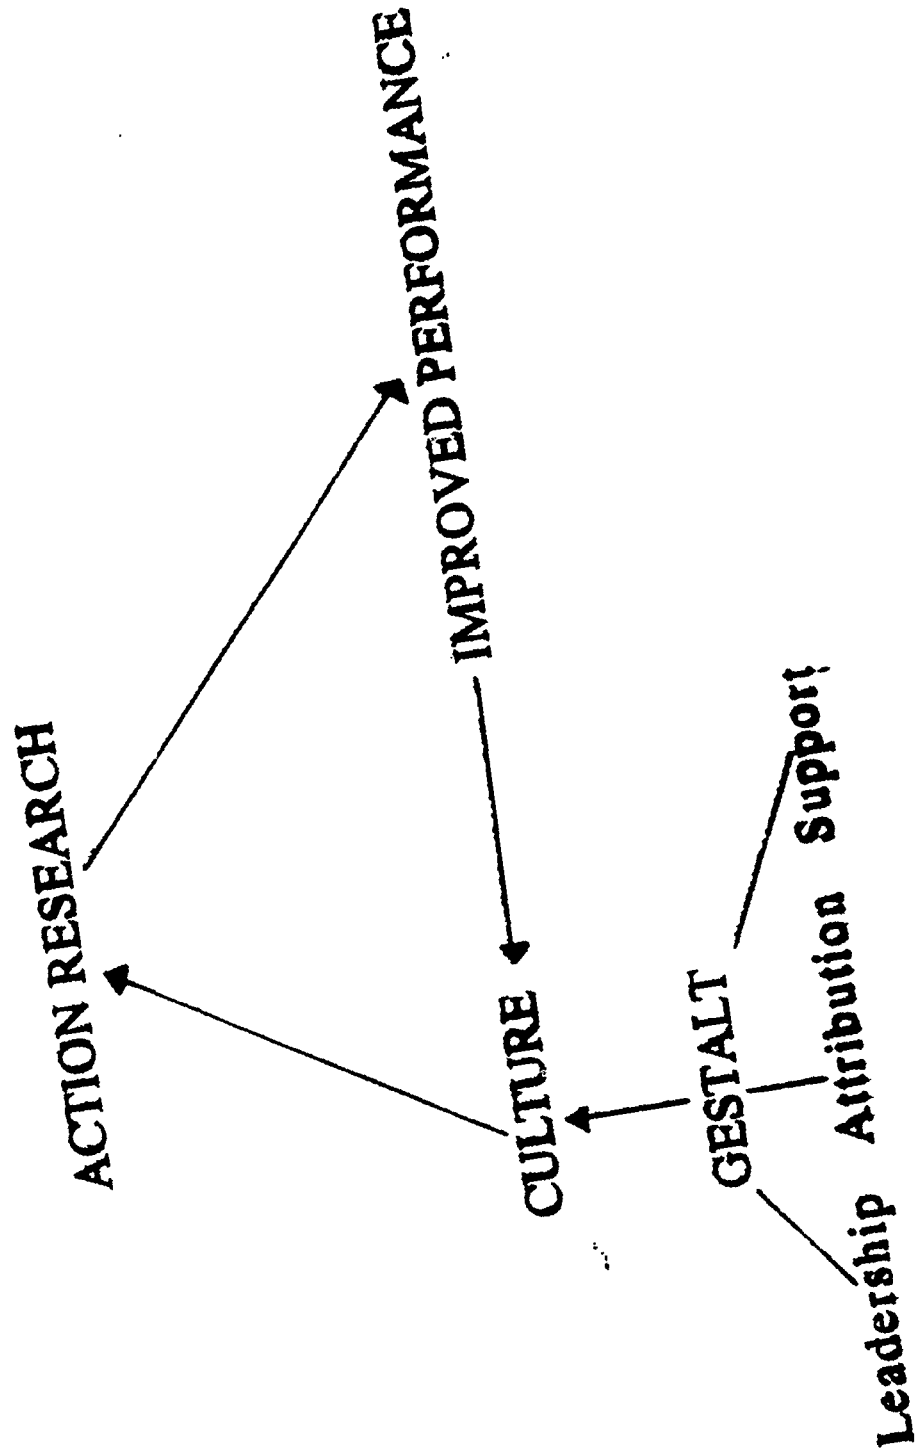 ACTION RESEARCH
IMPROVED PERFORMANCE
CULTURE
GESTALT
Leadership Attribution Support